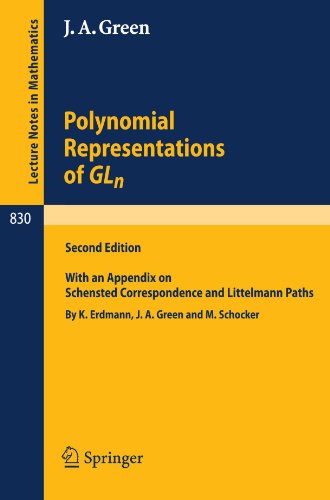 J. A. Green
Lecture Notes in Mathematics
Polynomial
Representations
of GLn
830
Second Edition
With an Appendix on
Schensted Correspondence and Littelmann Paths
By K. Erdmann, J. A. Green and M. Schocker
Springer